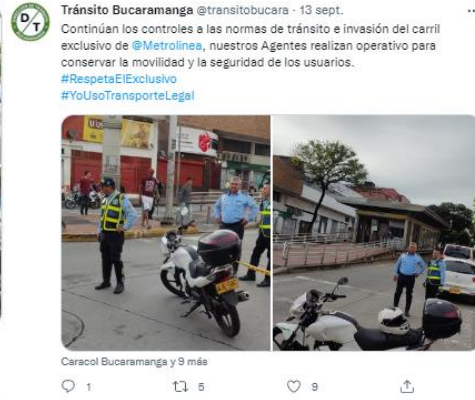 Tránsito Bucaramanga @transitobucara · 13 sept.
Continúan los controles a las normas de tránsito e invasión del carril
exclusivo de @Metrolinea, nuestros Agentes realizan operativo para
conservar la movilidad y la seguridad de los usuarios.
#RespetaElExclusivo
#YoUsoTransporteLegal
Caracol Bucaramanga y 9 más
1 5 9